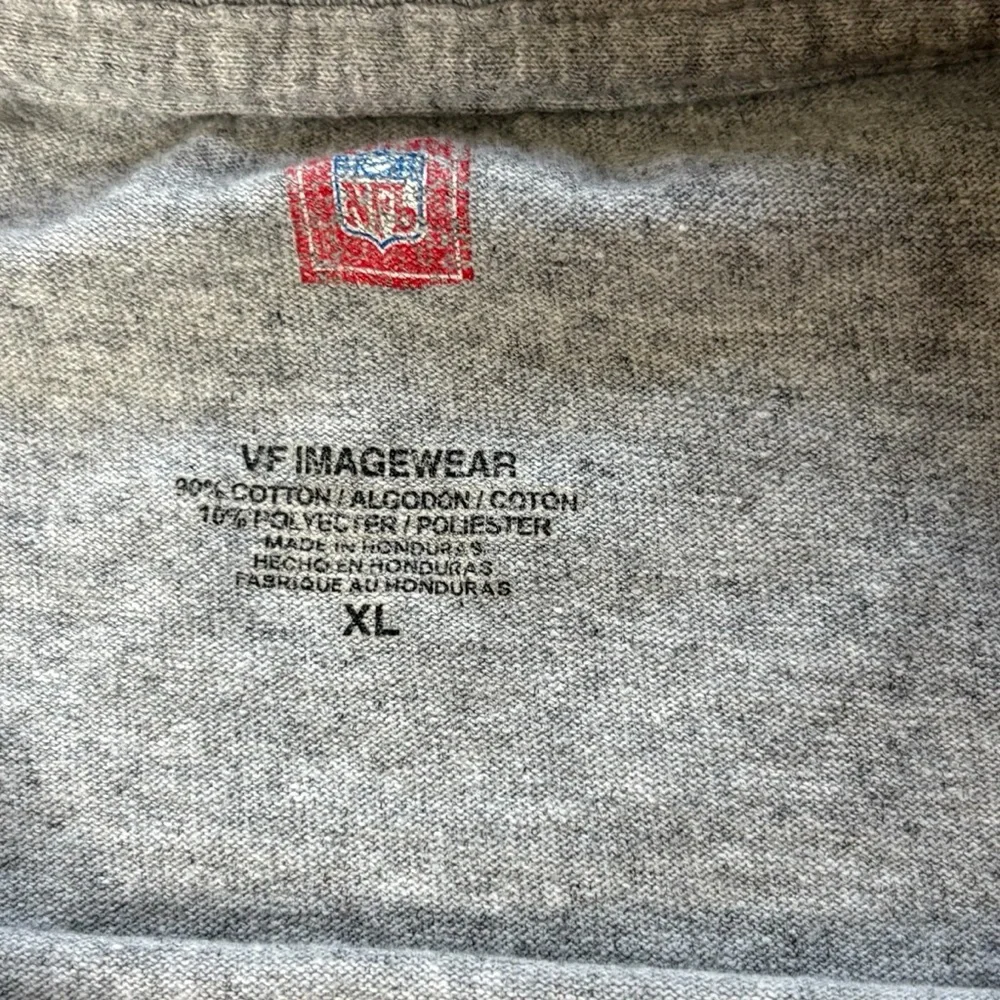 NFL
VF IMAGEWEAR
90% COTTON / ALGODON / COTON
10% POLYESTER / POLIESTER
MADE IN HONDURAS
HECHO EN HONDURAS
FABRIQUE AU HONDURAS
XL